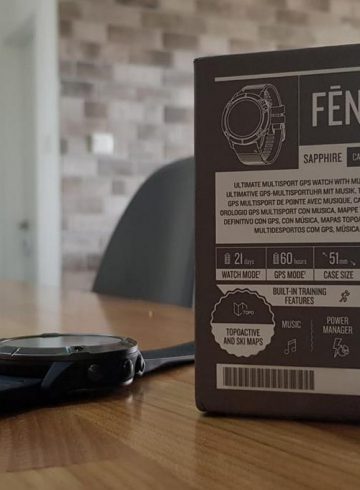 FĒN
SAPPHIRE
ULTIMATE MULTISPORT GPS WATCH WITH MU
ULTIMATIVE GPS-MULTISPORTUHR MIT MUSIK,
GPS MULTISPORT DE POINTE AVEC MUSIQUE, CA
OROLOGIO GPS MULTISPORT CON MUSICA, MAPPE
DEFINITIVO CON GPS, CON MÚSICA, MAPAS TOPO
MULTIDESPORTOS COM GPS, MÚSICA
21 days
WATCH MODE¹
60 hours
GPS MODE¹
51 mm
CASE SIZE
BUILT-IN TRAINING
FEATURES
TOPO
TOPOACTIVE
AND SKI MAPS
MUSIC
POWER
MANAGER